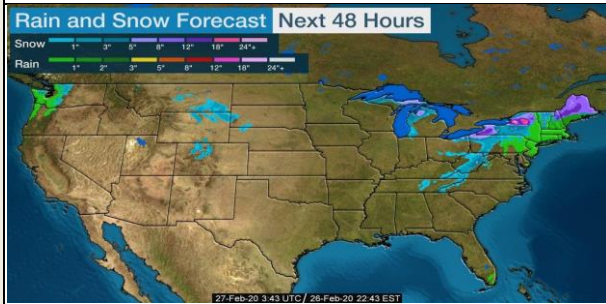 Rain and Snow Forecast Next 48 Hours
Snow
1" 3" 5" 8" 12" 18" 24"+
Rain
1" 2" 3" 5" 8" 12" 18" 24"+
27-Feb-20 3:43 UTC / 26-Feb-20 22:43 EST